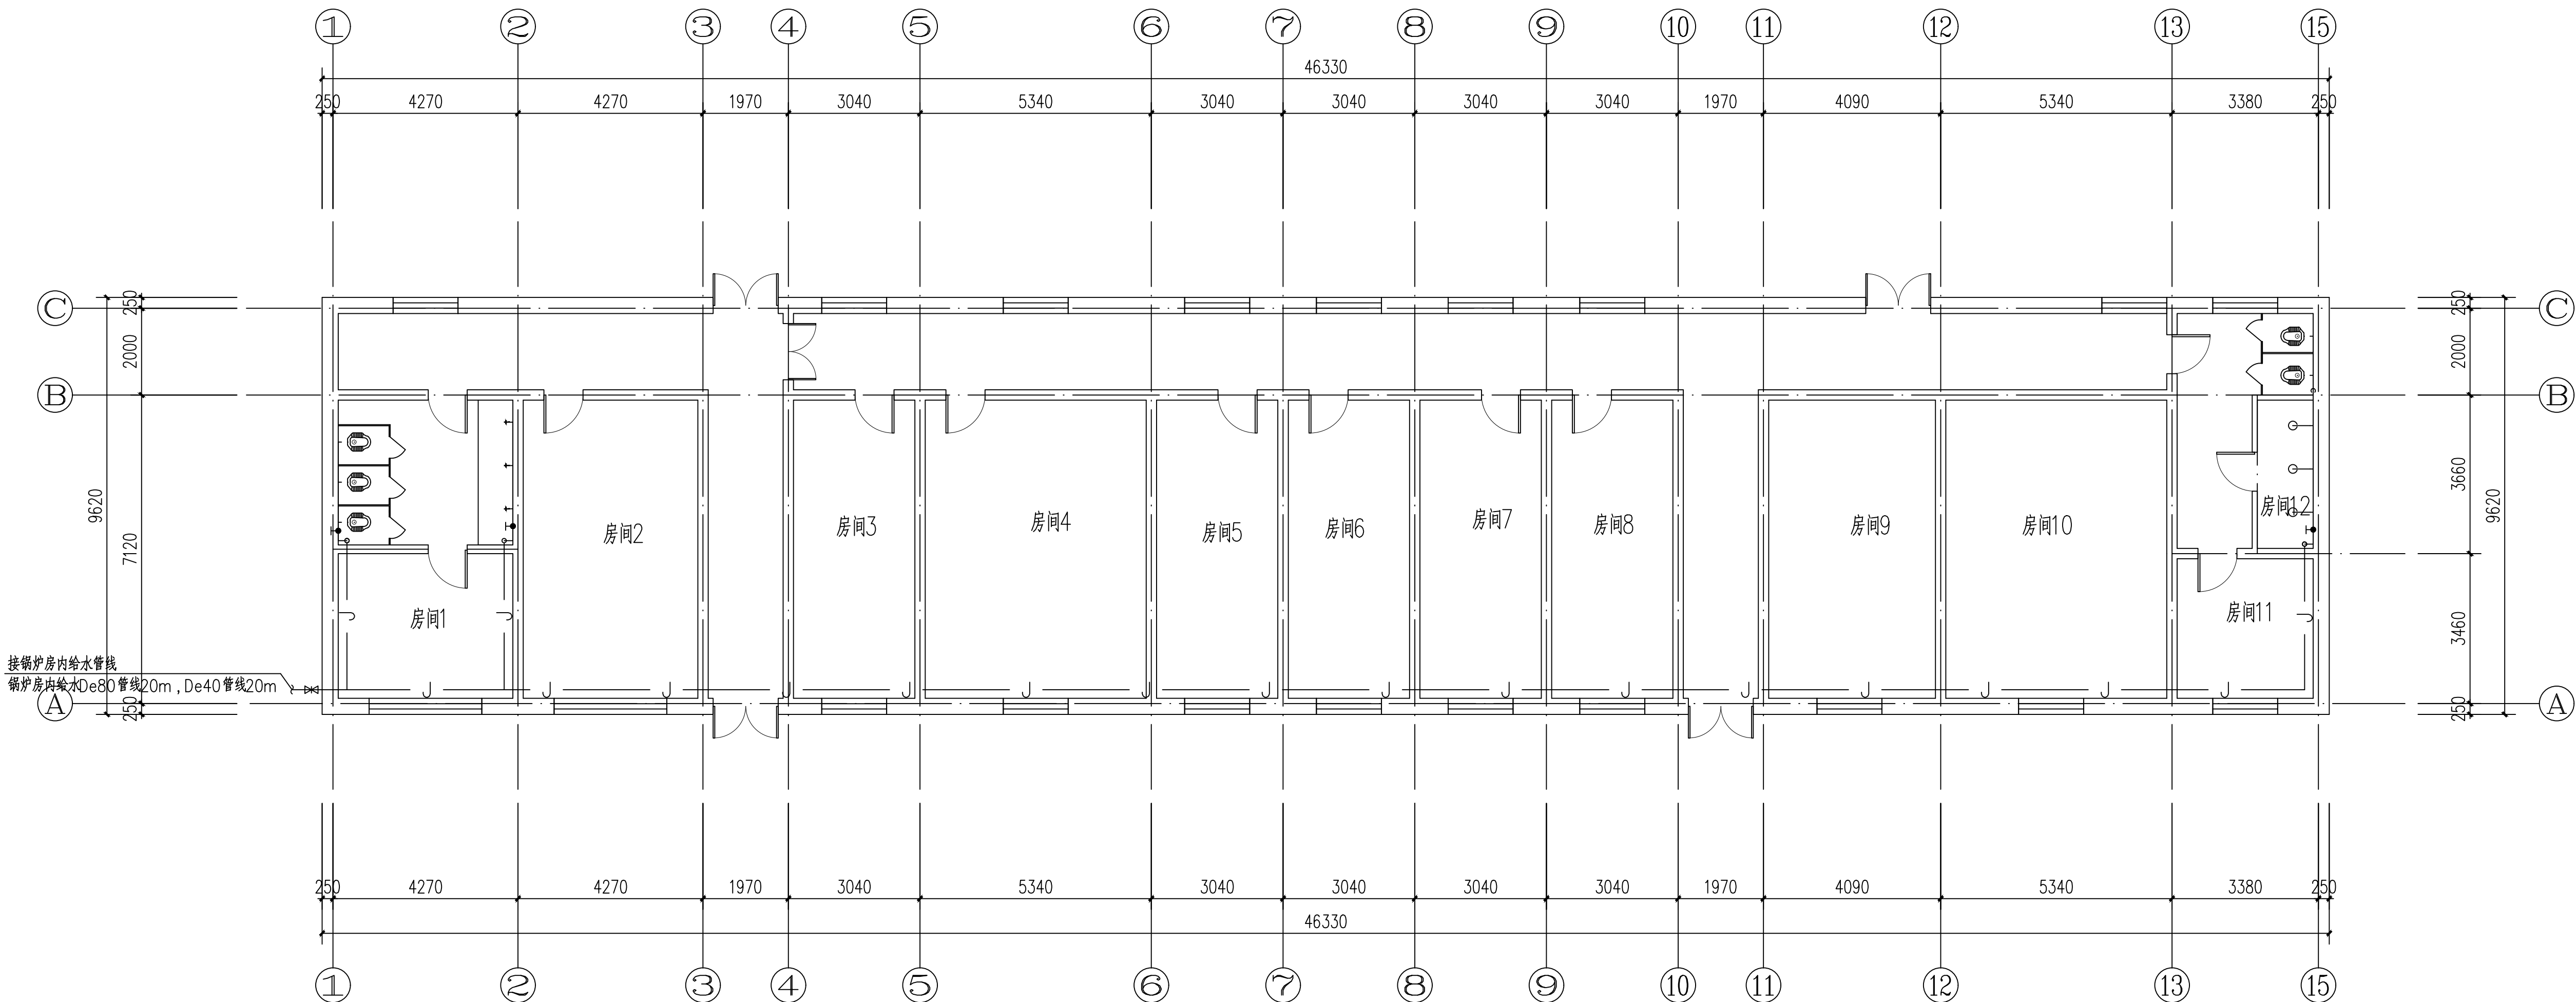 1 2 3 4 5 6 7 8 9 10 11 12 13 15
46330
250 4270 4270 1970 3040 5340 3040 3040 3040 3040 1970 4090 5340 3380 250
C 250 250 C
2000 2000
B B
9620 7120 3660 9620
房间2 房间3 房间4 房间5 房间6 房间7 房间8 房间9 房间10 房间12
房间1 房间11
J J J
3460
接锅炉房内给水管线
锅炉房内给水De80管线20m,De40管线20m
J J J J J J J J J J J J J J J J
A 250 250 A
250 4270 4270 1970 3040 5340 3040 3040 3040 3040 1970 4090 5340 3380 250
46330
1 2 3 4 5 6 7 8 9 10 11 12 13 15